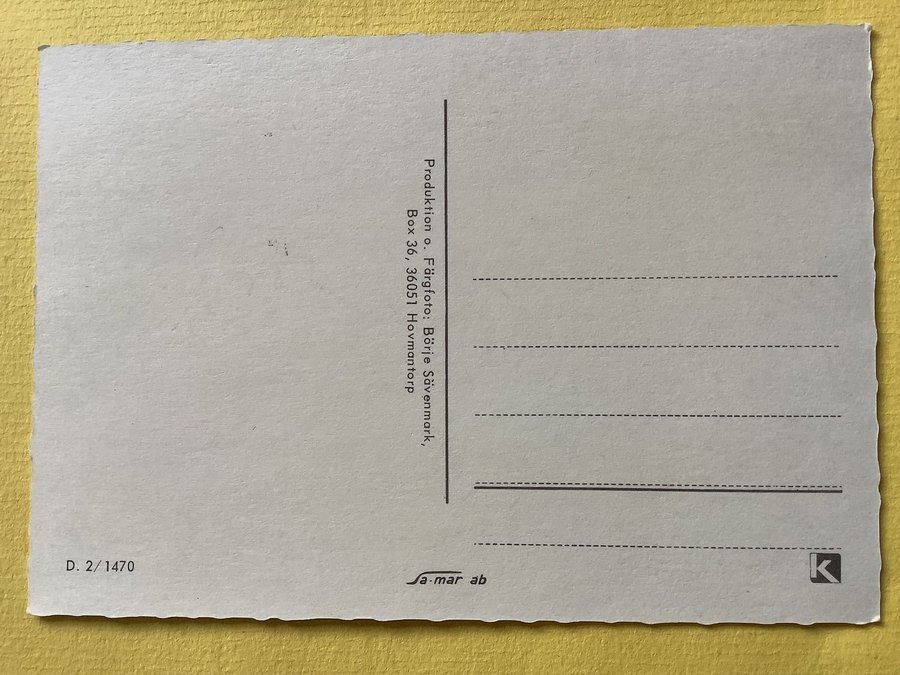 Produktion o. Färgfoto: Börje Sävenmark,
Box 36, 36051 Hovmantorp
D. 2/1470
Sa-mar ab
K